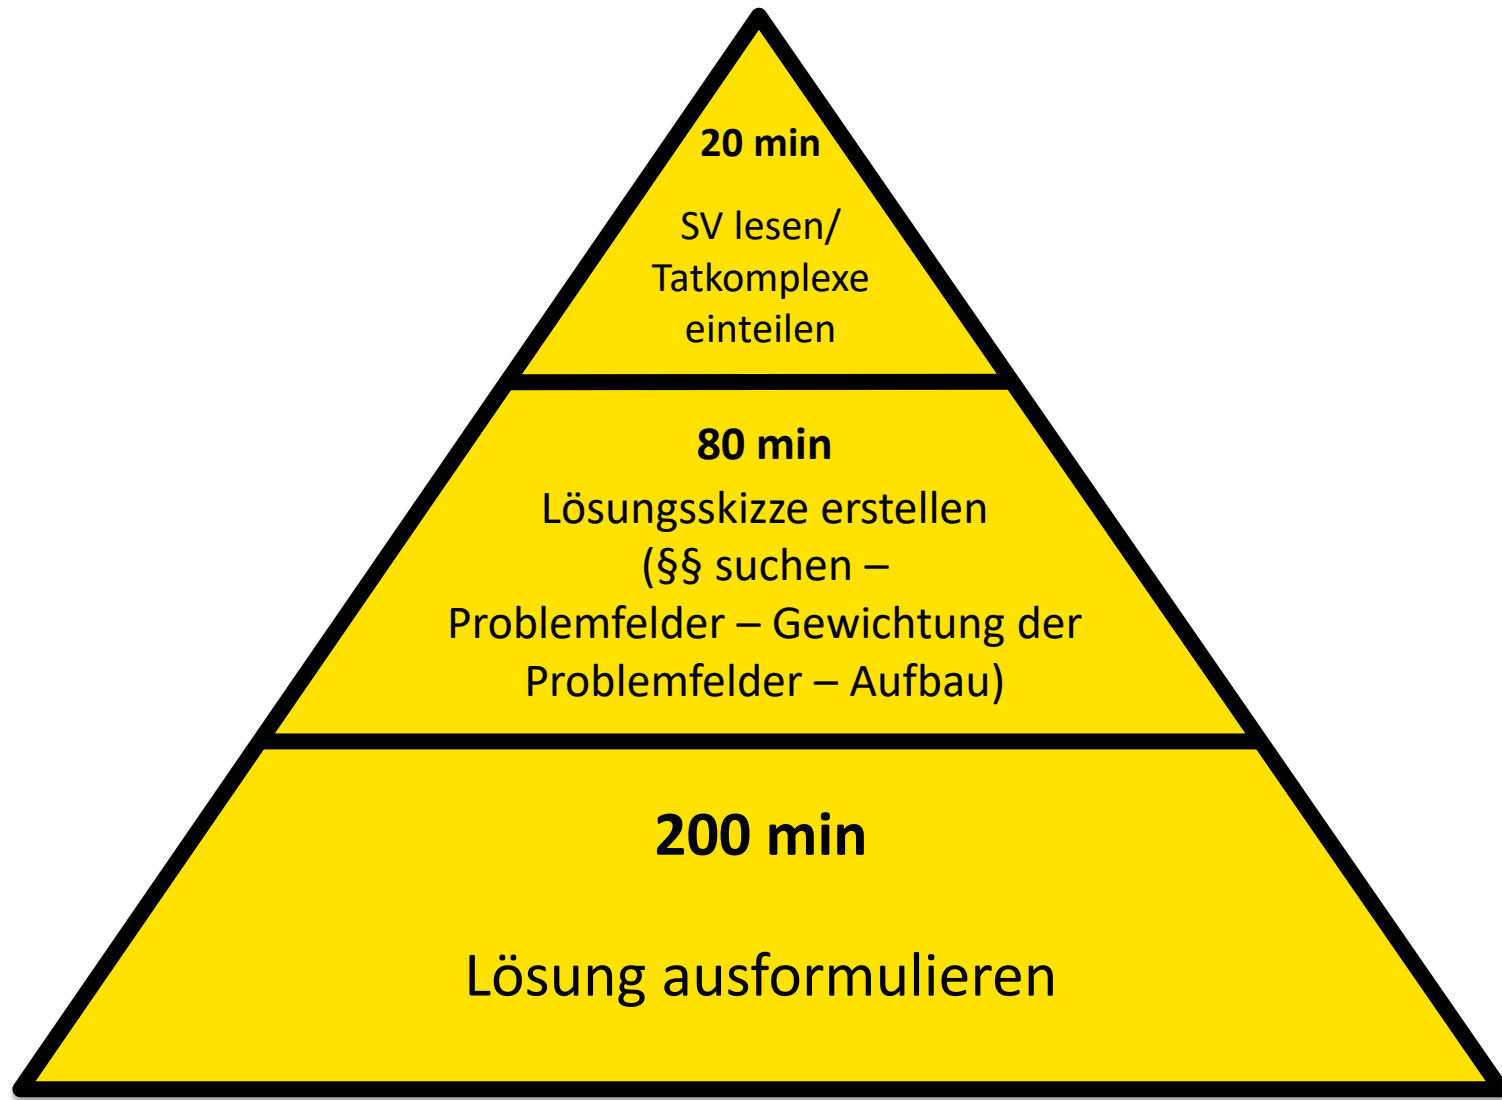 20 min
SV lesen/
Tatkomplexe
einteilen
80 min
Lösungsskizze erstellen
(§§ suchen –
Problemfelder – Gewichtung der
Problemfelder – Aufbau)
200 min
Lösung ausformulieren